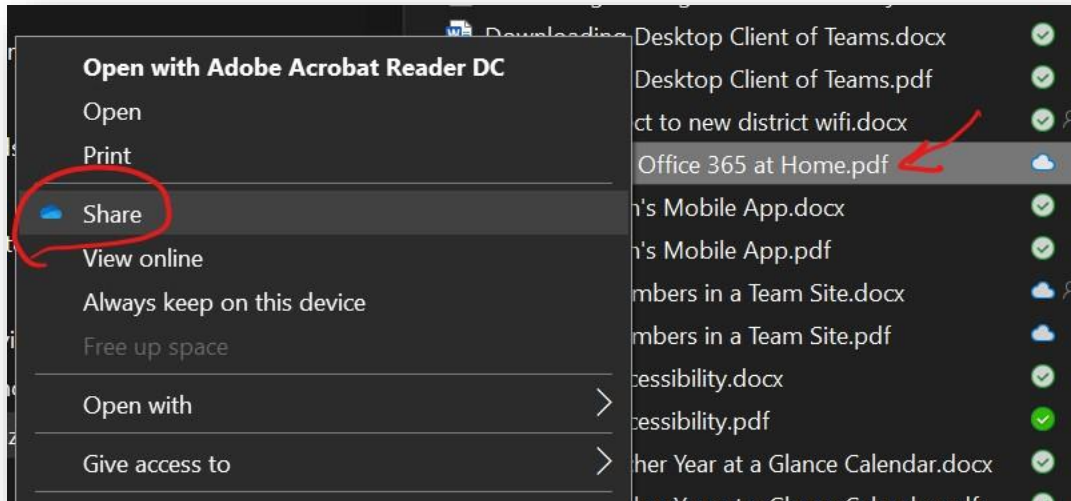 Open with Adobe Acrobat Reader DC
Open
Print
Share
View online
Always keep on this device
Free up space
Open with
Give access to
Downloading Desktop Client of Teams.docx
Desktop Client of Teams.pdf
ct to new district wifi.docx
Office 365 at Home.pdf
n's Mobile App.docx
n's Mobile App.pdf
mbers in a Team Site.docx
mbers in a Team Site.pdf
cessibility.docx
cessibility.pdf
her Year at a Glance Calendar.docx